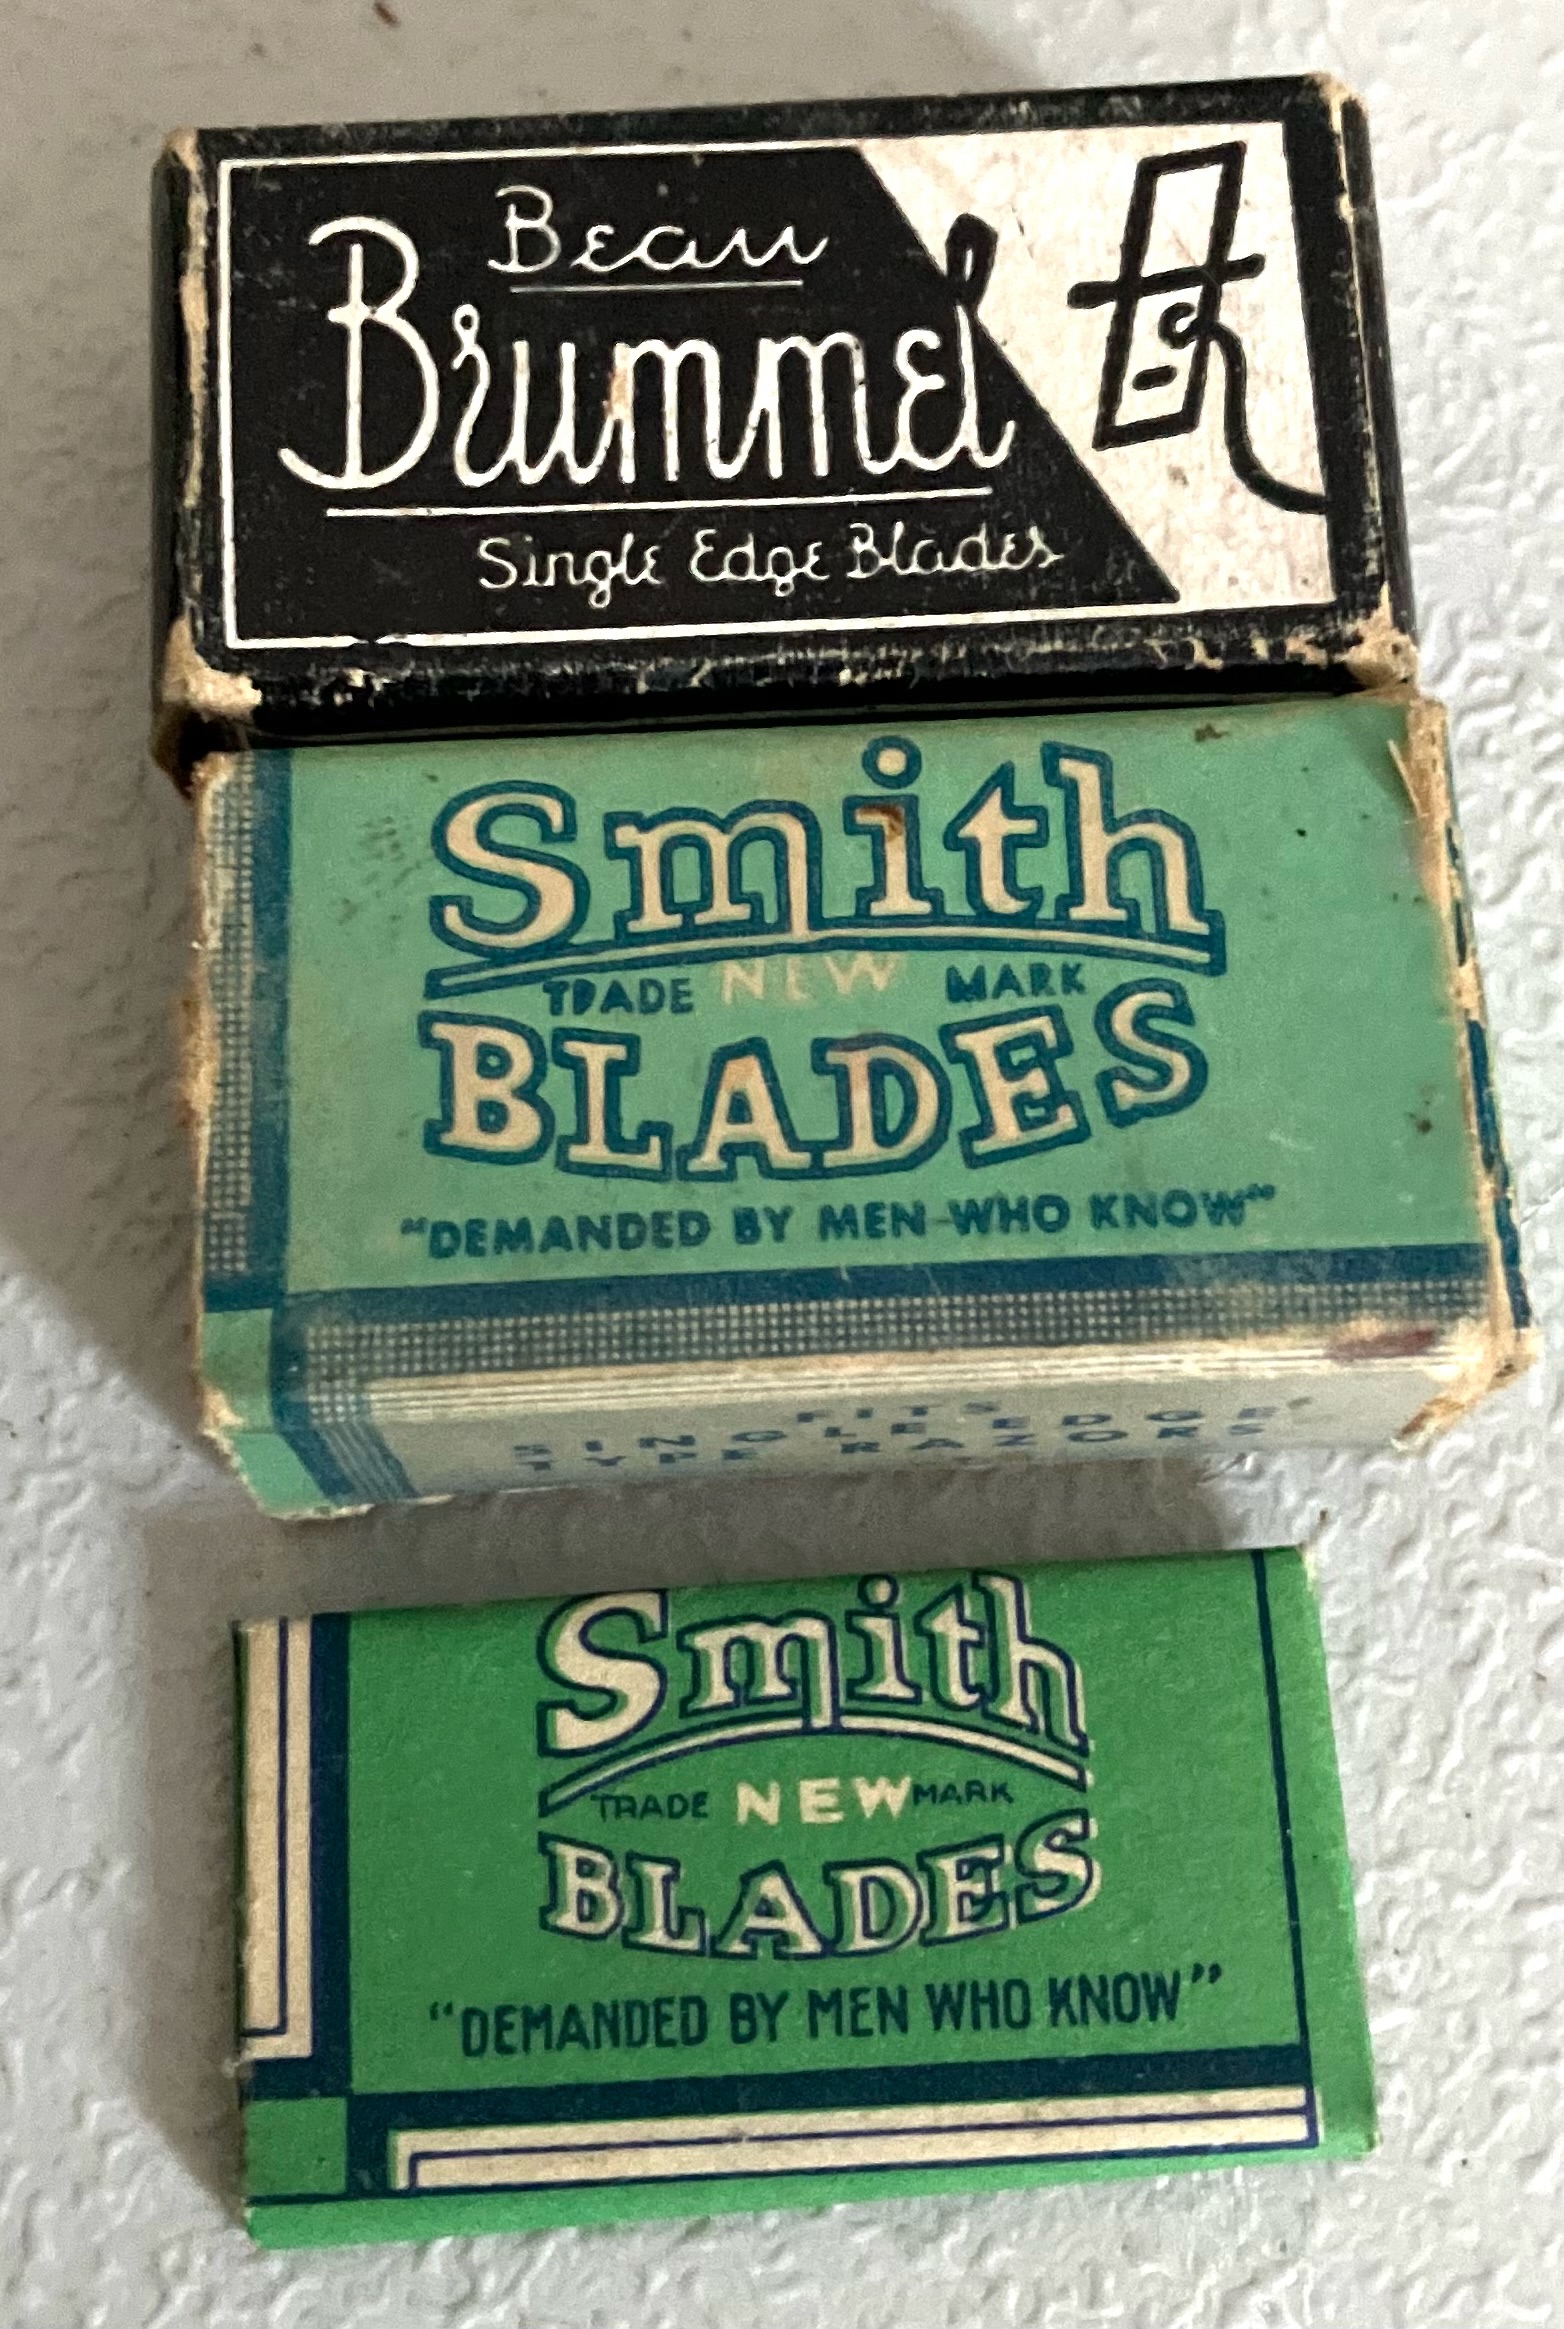 Beau
Brummel
Single Edge Blades
Smith
TRADE NEW MARK
BLADES
"DEMANDED BY MEN WHO KNOW"
FITS
SINGLE EDGE
TYPE RAZORS
Smith
TRADE NEW MARK
BLADES
"DEMANDED BY MEN WHO KNOW"